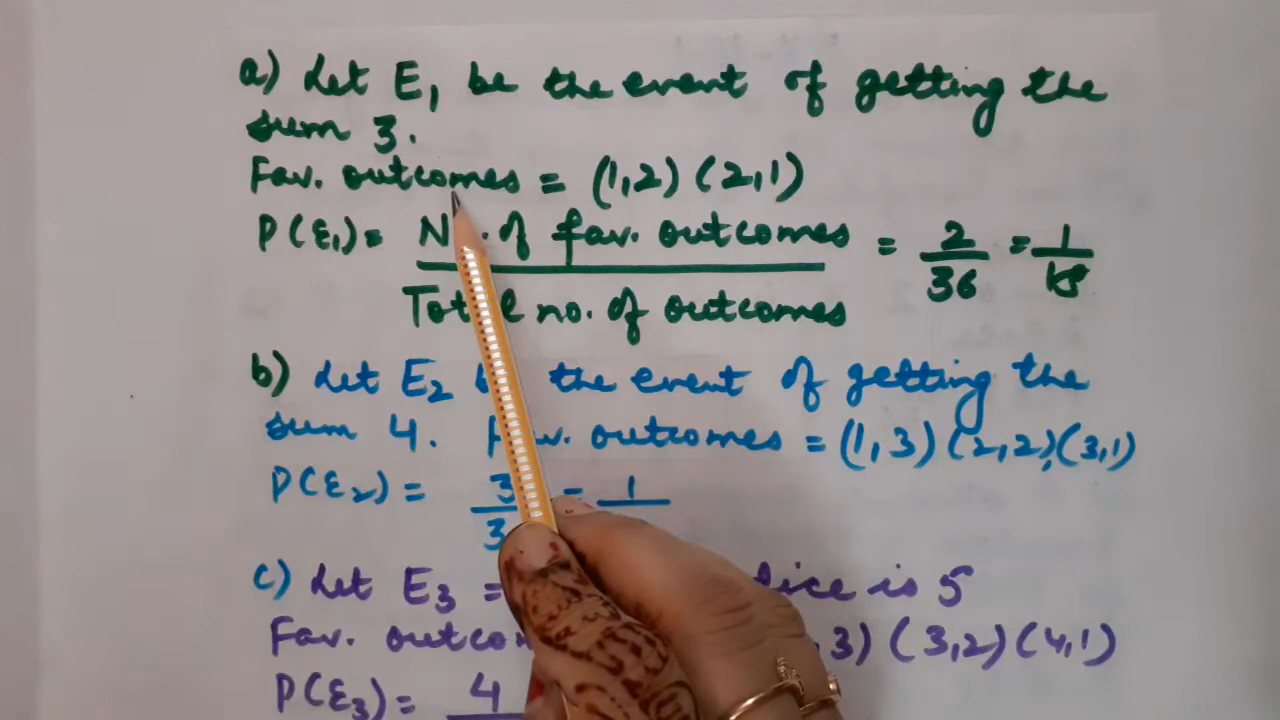 a) Let E1 be the event of getting the
sum 3.
Fav. outcomes = (1,2) (2,1)
P(E1) = No. of fav. outcomes / Total no. of outcomes = 2/36 = 1/18
b) Let E2 the event of getting the
sum 4. Fav. outcomes = (1,3) (2,2), (3,1)
P(E2) = 3/3 = 1
c) Let E3 = dice is 5
Fav. 3) (3,2) (4,1)
P(E3) = 4